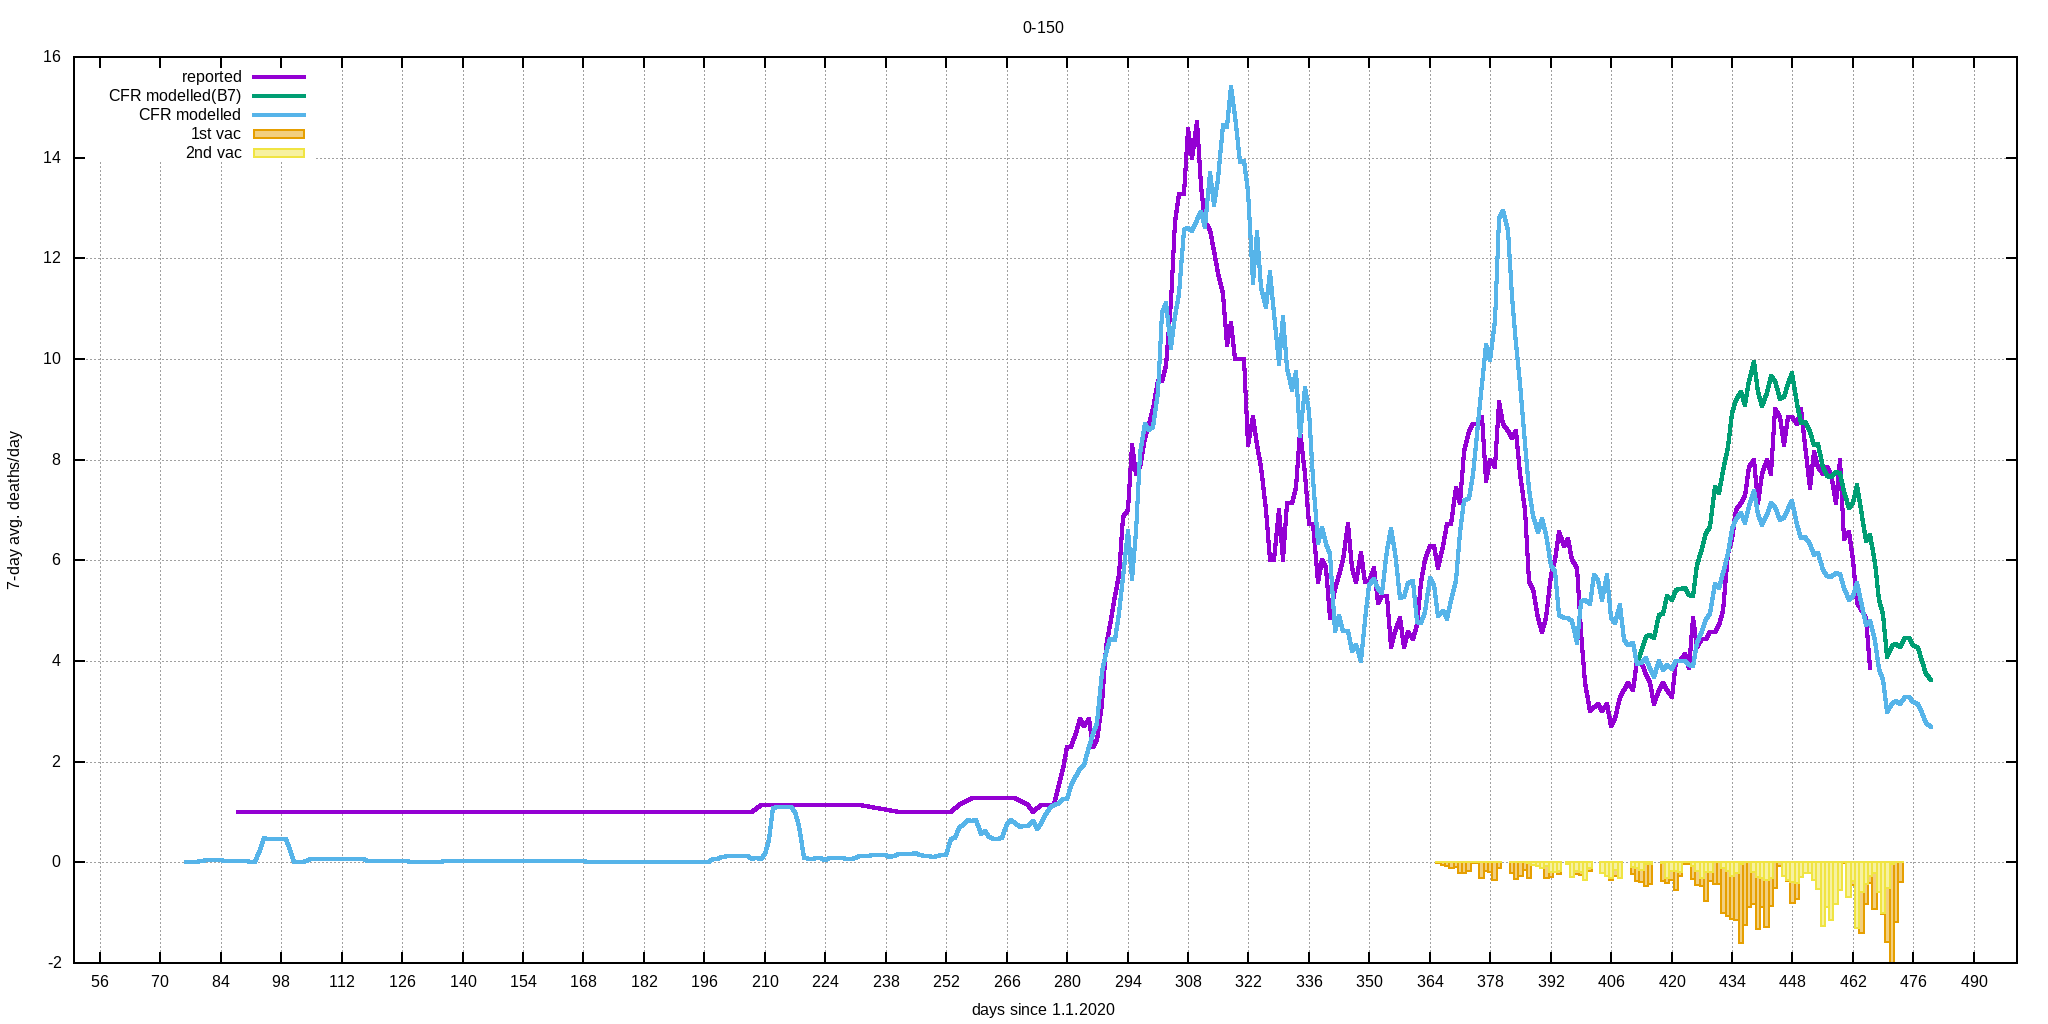 0-150
reported
CFR modelled(B7)
CFR modelled
1st vac
2nd vac
16
14
12
10
8
6
4
2
0
-2
7-day avg. deaths/day
56 70 84 98 112 126 140 154 168 182 196 210 224 238 252 266 280 294 308 322 336 350 364 378 392 406 420 434 448 462 476 490
days since 1.1.2020